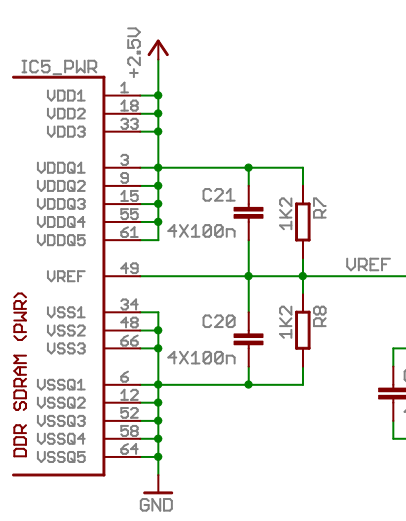 +2.5V
IC5_PWR
VDD1 1
VDD2 18
VDD3 33
VDDQ1 3
VDDQ2 9
VDDQ3 15
VDDQ4 55
VDDQ5 61
C21
4X100n
1K2
R7
VREF 49
VREF
VSS1 34
VSS2 48
VSS3 66
C20
4X100n
1K2
R8
VSSQ1 6
VSSQ2 12
VSSQ3 52
VSSQ4 58
VSSQ5 64
DDR SDRAM (PWR)
GND